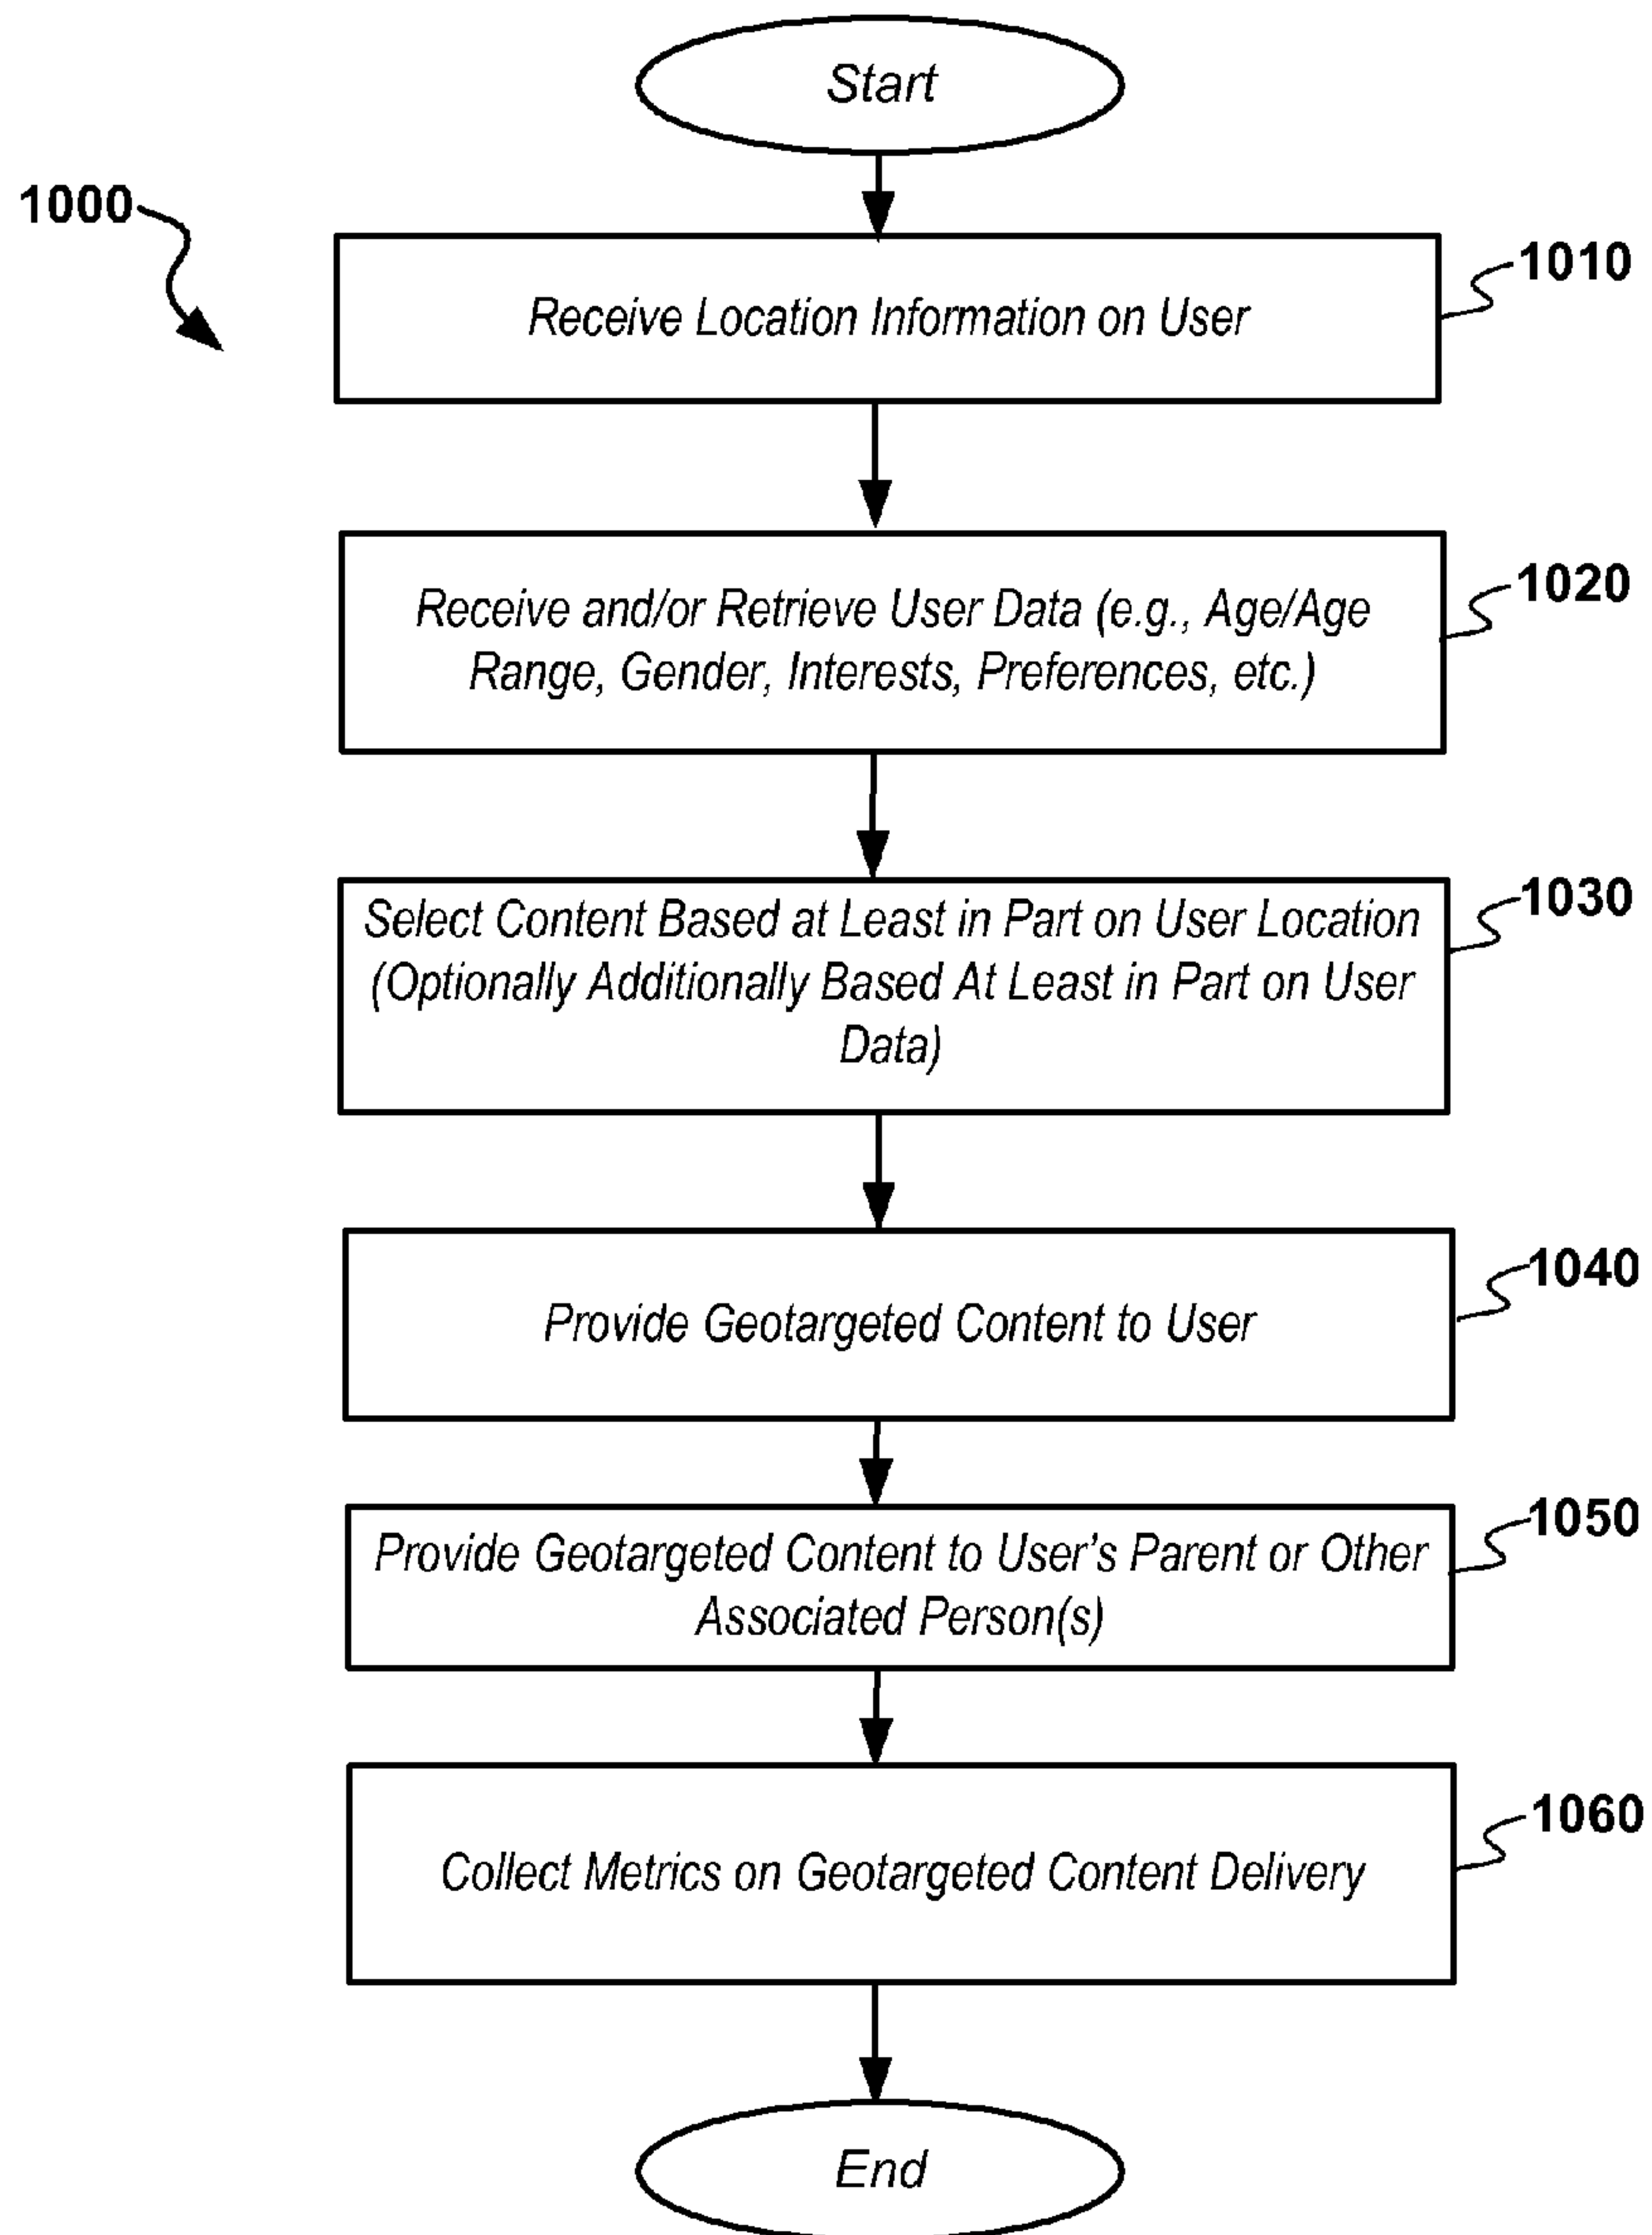 Start
1000
1010
Receive Location Information on User
1020
Receive and/or Retrieve User Data (e.g., Age/Age
Range, Gender, Interests, Preferences, etc.)
1030
Select Content Based at Least in Part on User Location
(Optionally Additionally Based At Least in Part on User
Data)
1040
Provide Geotargeted Content to User
1050
Provide Geotargeted Content to User's Parent or Other
Associated Person(s)
1060
Collect Metrics on Geotargeted Content Delivery
End